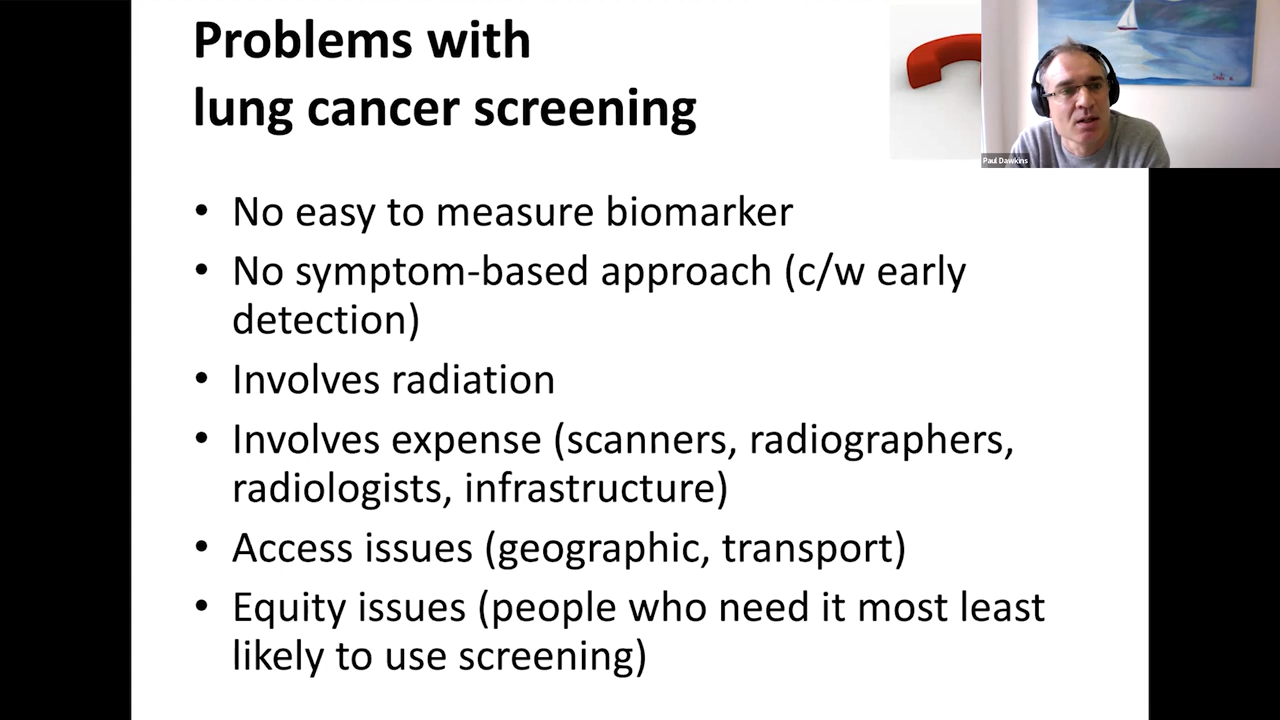 Problems with
lung cancer screening
Paul Dawkins
• No easy to measure biomarker
• No symptom-based approach (c/w early
detection)
• Involves radiation
• Involves expense (scanners, radiographers,
radiologists, infrastructure)
• Access issues (geographic, transport)
• Equity issues (people who need it most least
likely to use screening)